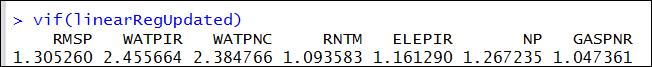 > vif(linearRegUpdated)
RMSP WATPIR WATPNC RNTM ELEPIR NP GASPNR
1.305260 2.455664 2.384766 1.093583 1.161290 1.267235 1.047361